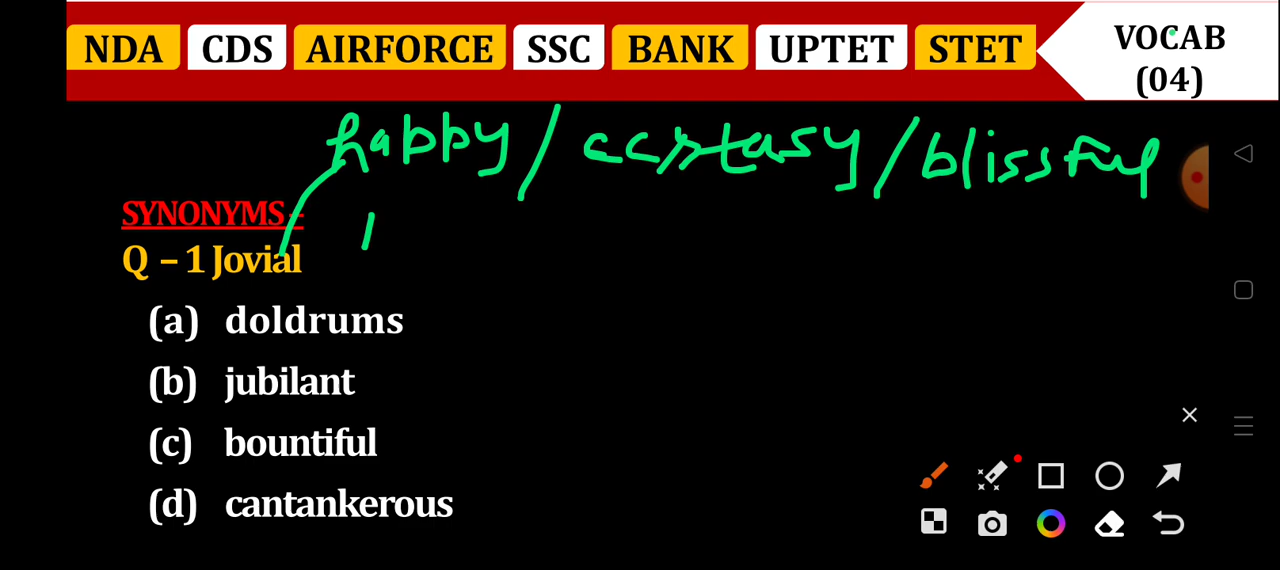 NDA CDS AIRFORCE SSC BANK UPTET STET VOCAB
(04)
happy / ecstasy / blissful
SYNONYMS :-
Q – 1 Jovial
(a) doldrums
(b) jubilant
(c) bountiful
(d) cantankerous